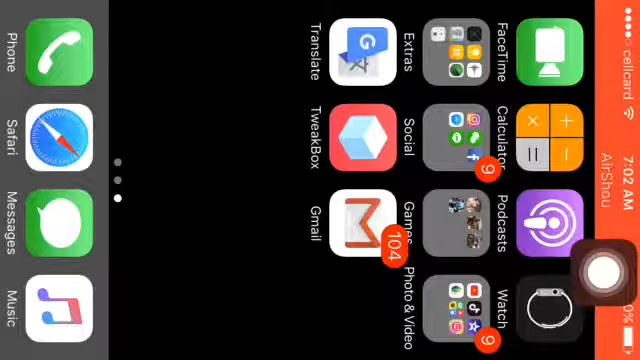 cellcard
7:02 AM
0%
AirShou
FaceTime
Calculator
Podcasts
Watch
Extras
Social
9
Games
Photo & Video
9
Translate
TweakBox
Gmail
104
Phone
Safari
Messages
Music